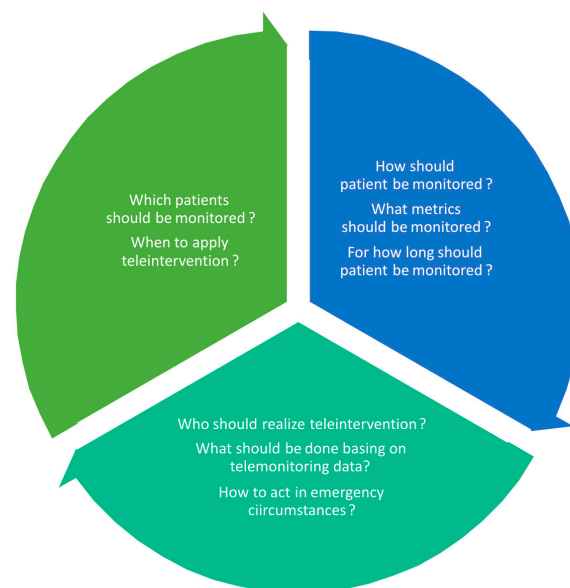 Which patients
should be monitored ?
When to apply
teleintervention ?
How should
patient be monitored ?
What metrics
should be monitored ?
For how long should
patient be monitored ?
Who should realize teleintervention ?
What should be done basing on
telemonitoring data?
How to act in emergency
ciircumstances ?